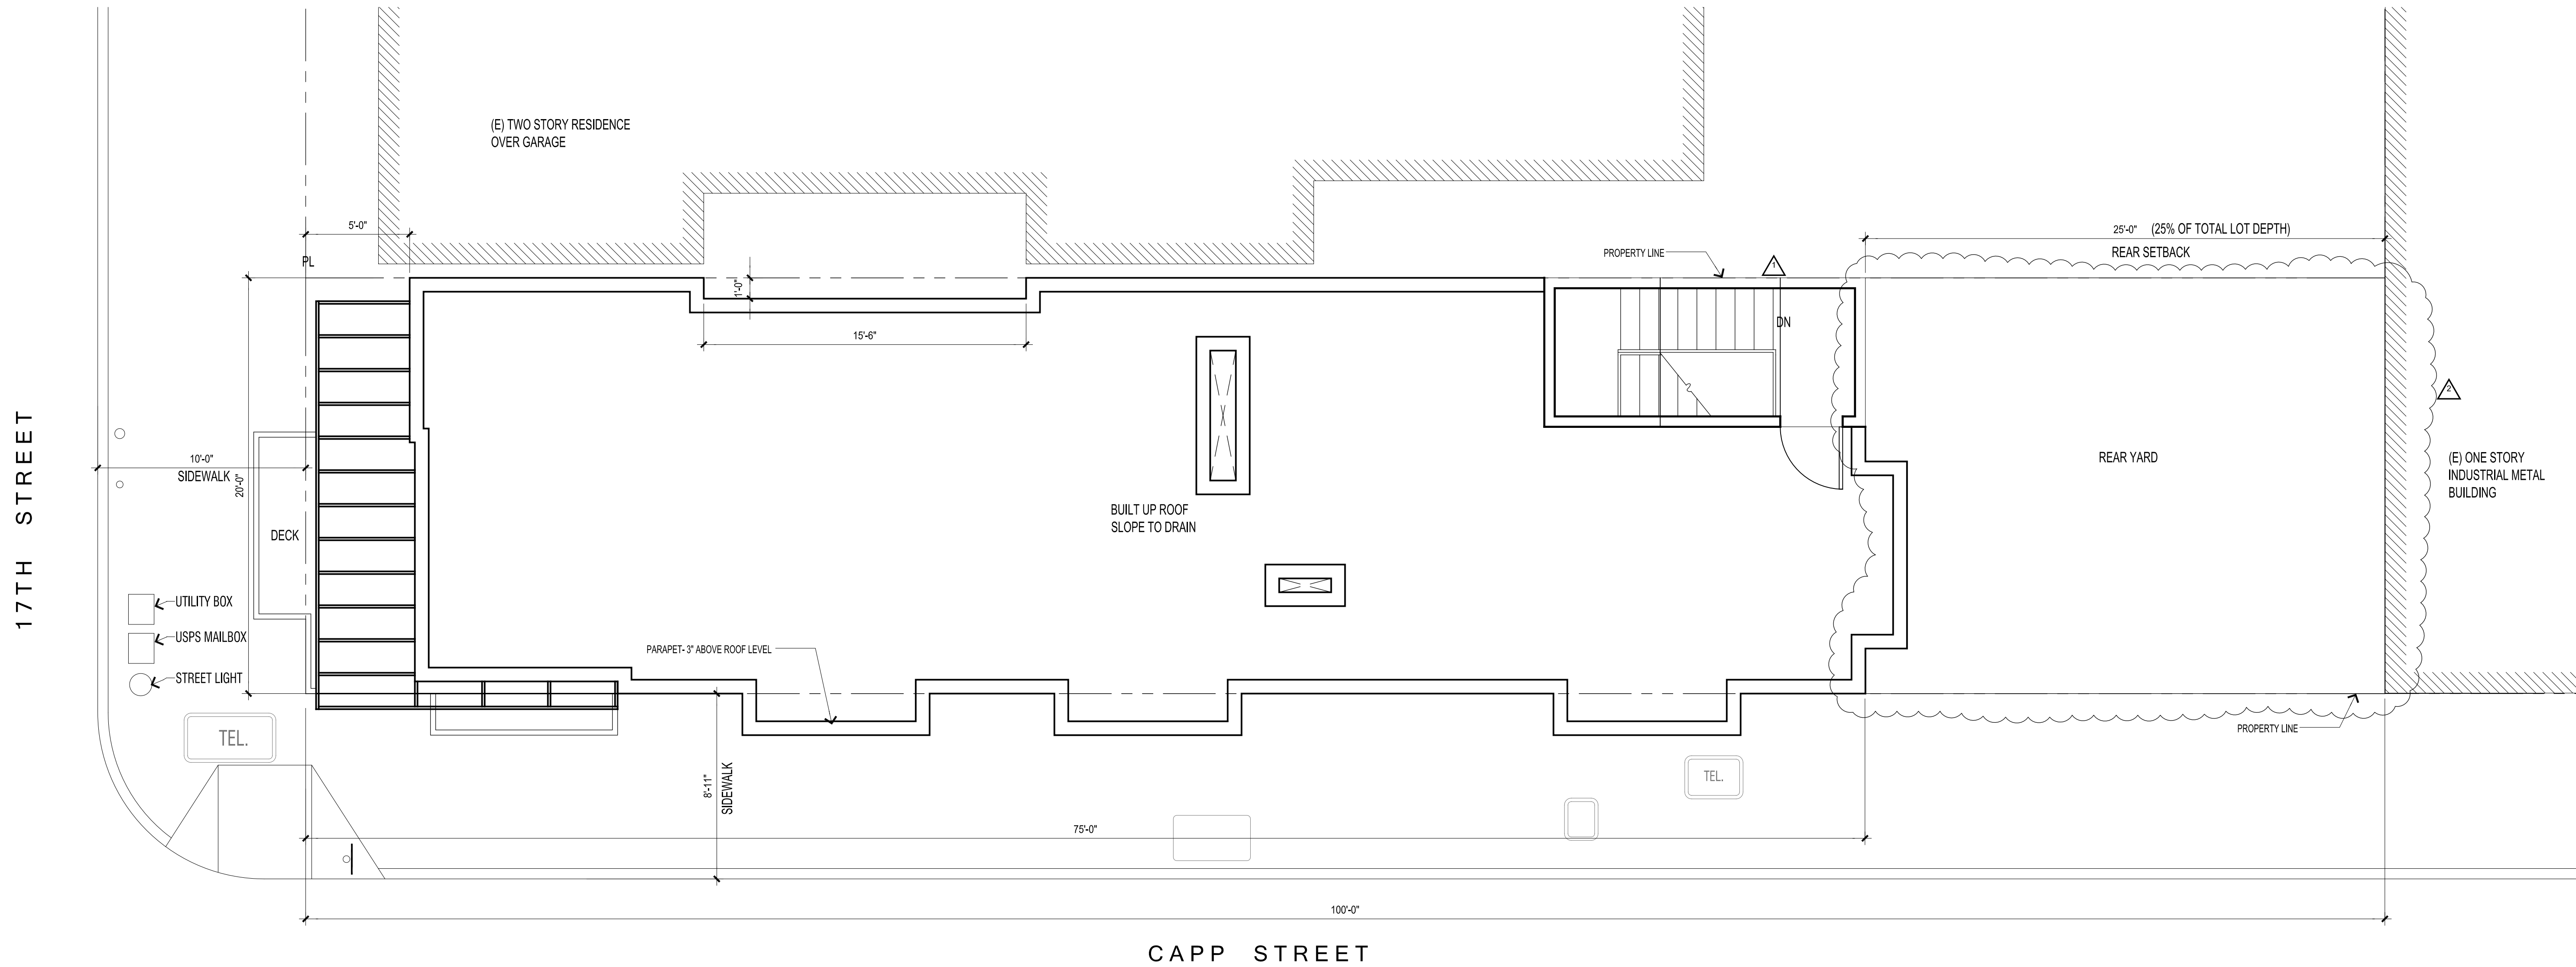 (E) TWO STORY RESIDENCE
OVER GARAGE
5'-0"
PL
PROPERTY LINE
1
25'-0" (25% OF TOTAL LOT DEPTH)
REAR SETBACK
1'-0"
15'-6"
DN
2
17TH STREET
10'-0"
SIDEWALK
20'-0"
DECK
BUILT UP ROOF
SLOPE TO DRAIN
REAR YARD
(E) ONE STORY
INDUSTRIAL METAL
BUILDING
UTILITY BOX
USPS MAILBOX
STREET LIGHT
PARAPET- 3" ABOVE ROOF LEVEL
TEL.
8'-11"
SIDEWALK
TEL.
PROPERTY LINE
75'-0"
100'-0"
CAPP STREET